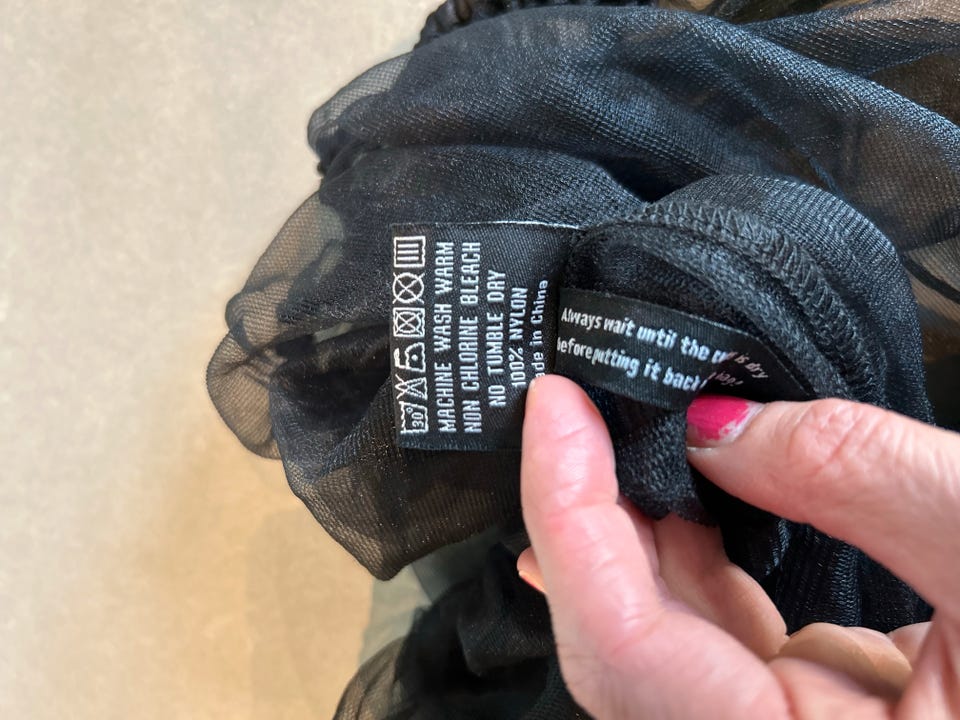 30°
MACHINE WASH WARM
NON CHLORINE BLEACH
NO TUMBLE DRY
100% NYLON
in China
Always wait until the is dry
before putting it back